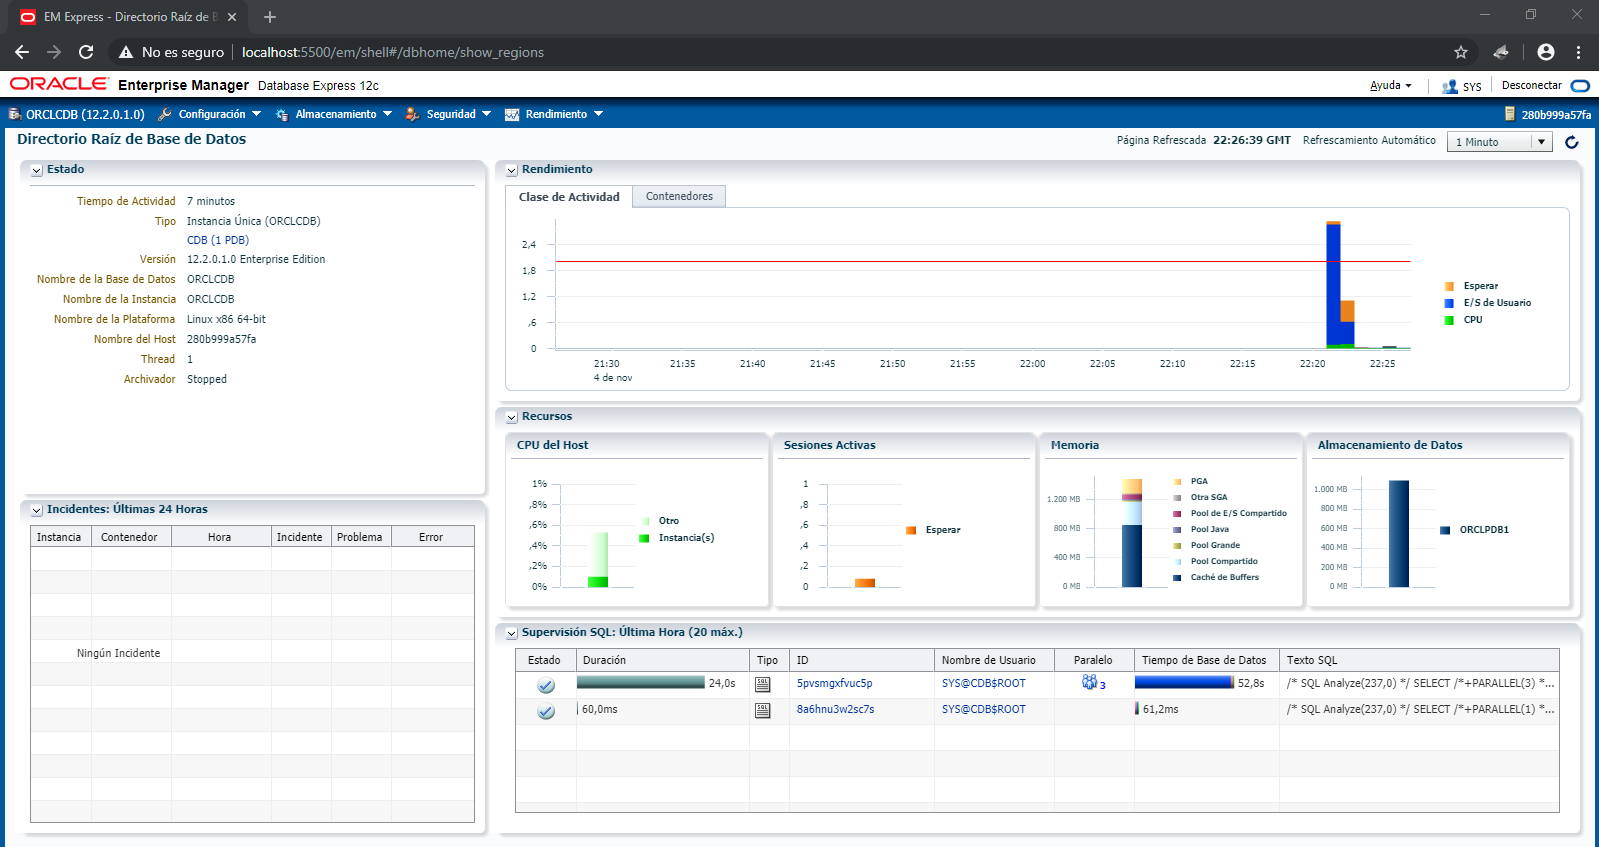 EM Express - Directorio Raíz de B
No es seguro
localhost:5500/em/shell#/dbhome/show_regions
ORACLE Enterprise Manager Database Express 12c
Ayuda
SYS
Desconectar
ORCLCDB (12.2.0.1.0)
Configuración
Almacenamiento
Seguridad
Rendimiento
280b999a57fa
Directorio Raíz de Base de Datos
Página Refrescada 22:26:39 GMT
Refrescamiento Automático
1 Minuto
Estado
Tiempo de Actividad 7 minutos
Tipo Instancia Única (ORCLCDB)
CDB (1 PDB)
Versión 12.2.0.1.0 Enterprise Edition
Nombre de la Base de Datos ORCLCDB
Nombre de la Instancia ORCLCDB
Nombre de la Plataforma Linux x86 64-bit
Nombre del Host 280b999a57fa
Thread 1
Archivador Stopped
Incidentes: Últimas 24 Horas
Instancia Contenedor Hora Incidente Problema Error
Ningún Incidente
Rendimiento
Clase de Actividad
Contenedores
2,4
1,8
1,2
,6
0
21:30 21:35 21:40 21:45 21:50 21:55 22:00 22:05 22:10 22:15 22:20 22:25
4 de nov
Esperar
E/S de Usuario
CPU
Recursos
CPU del Host
1%
,8%
,6%
,4%
,2%
0%
Otro
Instancia(s)
Sesiones Activas
1
,8
,6
,4
,2
0
Esperar
Memoria
1.200 MB
800 MB
400 MB
0 MB
PGA
Otra SGA
Pool de E/S Compartido
Pool Java
Pool Grande
Pool Compartido
Caché de Buffers
Almacenamiento de Datos
1.000 MB
800 MB
600 MB
400 MB
200 MB
0 MB
ORCLPDB1
Supervisión SQL: Última Hora (20 máx.)
Estado Duración Tipo ID Nombre de Usuario Paralelo Tiempo de Base de Datos Texto SQL
24,0s SQL 5pvsmgxfvuc5p SYS@CDB$ROOT 3 52,8s /* SQL Analyze(237,0) */ SELECT /*+PARALLEL(3) *...
60,0ms SQL 8a6hnu3w2sc7s SYS@CDB$ROOT 61,2ms /* SQL Analyze(237,0) */ SELECT /*+PARALLEL(1) *...